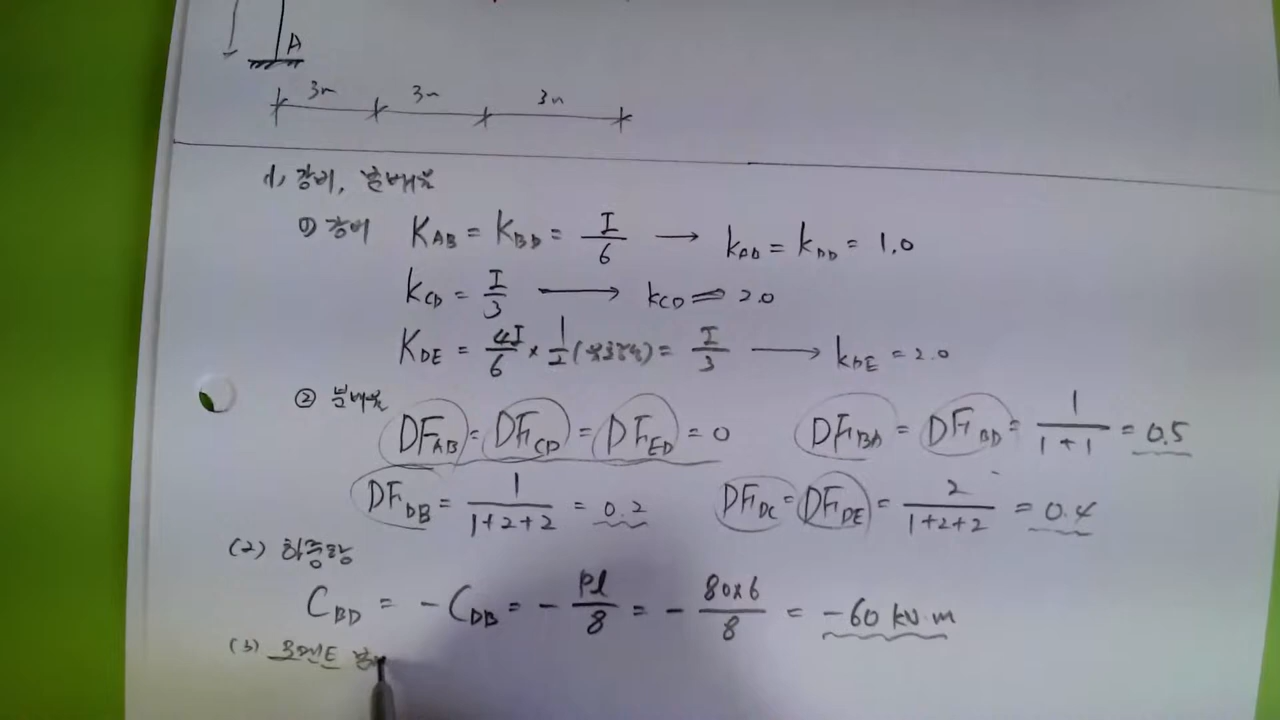 A
3m 3m 3m
1) 강비, 분배율
① 강비 K_AB = K_BD = I/6 → k_AB = k_BD = 1.0
K_CD = I/3 → k_CD = 2.0
K_DE = 4I/6 × 1/2 = I/3 → k_DE = 2.0
② 분배율 DF_AB = DF_CD = DF_ED = 0 DF_BA = DF_BD = 1/(1+1) = 0.5
DF_DB = 1/(1+2+2) = 0.2 DF_DC = DF_DE = 2/(1+2+2) = 0.4
(2) 하중항
C_BD = - C_DB = - Pl/8 = - 80x6/8 = -60 kN.m
(3) 모멘트